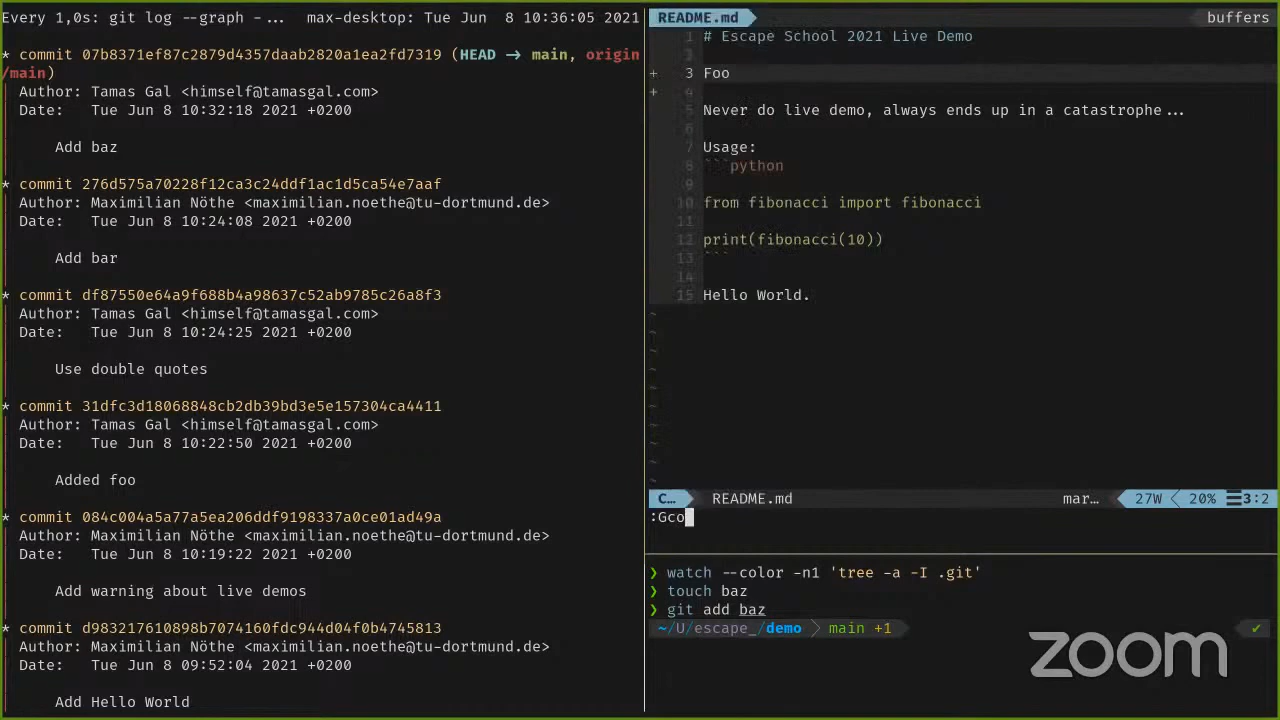 Every 1,0s: git log --graph -... max-desktop: Tue Jun 8 10:36:05 2021
* commit 07b8371ef87c2879d4357daab2820a1ea2fd7319 (HEAD → main, origin
/main)
| Author: Tamas Gal <himself@tamasgal.com>
| Date: Tue Jun 8 10:32:18 2021 +0200
| Add baz
* commit 276d575a70228f12ca3c24ddf1ac1d5ca54e7aaf
| Author: Maximilian Nöthe <maximilian.noethe@tu-dortmund.de>
| Date: Tue Jun 8 10:24:08 2021 +0200
| Add bar
* commit df87550e64a9f688b4a98637c52ab9785c26a8f3
| Author: Tamas Gal <himself@tamasgal.com>
| Date: Tue Jun 8 10:24:25 2021 +0200
| Use double quotes
* commit 31dfc3d18068848cb2db39bd3e5e157304ca4411
| Author: Tamas Gal <himself@tamasgal.com>
| Date: Tue Jun 8 10:22:50 2021 +0200
| Added foo
* commit 084c004a5a77a5ea206ddf9198337a0ce01ad49a
| Author: Maximilian Nöthe <maximilian.noethe@tu-dortmund.de>
| Date: Tue Jun 8 10:19:22 2021 +0200
| Add warning about live demos
* commit d983217610898b7074160fdc944d04f0b4745813
| Author: Maximilian Nöthe <maximilian.noethe@tu-dortmund.de>
| Date: Tue Jun 8 09:52:04 2021 +0200
| Add Hello World
README.md buffers
1 # Escape School 2021 Live Demo
2
+ 3 Foo
+ 4
5 Never do live demo, always ends up in a catastrophe...
6
7 Usage:
8 ```python
9
10 from fibonacci import fibonacci
11
12 print(fibonacci(10))
13 ```
14
15 Hello World.
~
~
~
~
~
~
~
~
~
C... README.md mar... 27W 20% ☰3:2
:Gco
❯ watch --color -n1 'tree -a -I .git'
❯ touch baz
❯ git add baz
~/U/escape_/demo main +1 ✔
zoom